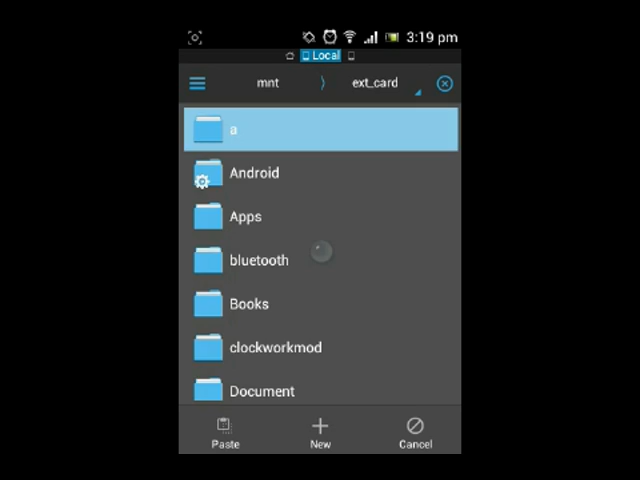 3:19 pm
Local
mnt ext_card
a
Android
Apps
bluetooth
Books
clockworkmod
Document
Paste New Cancel